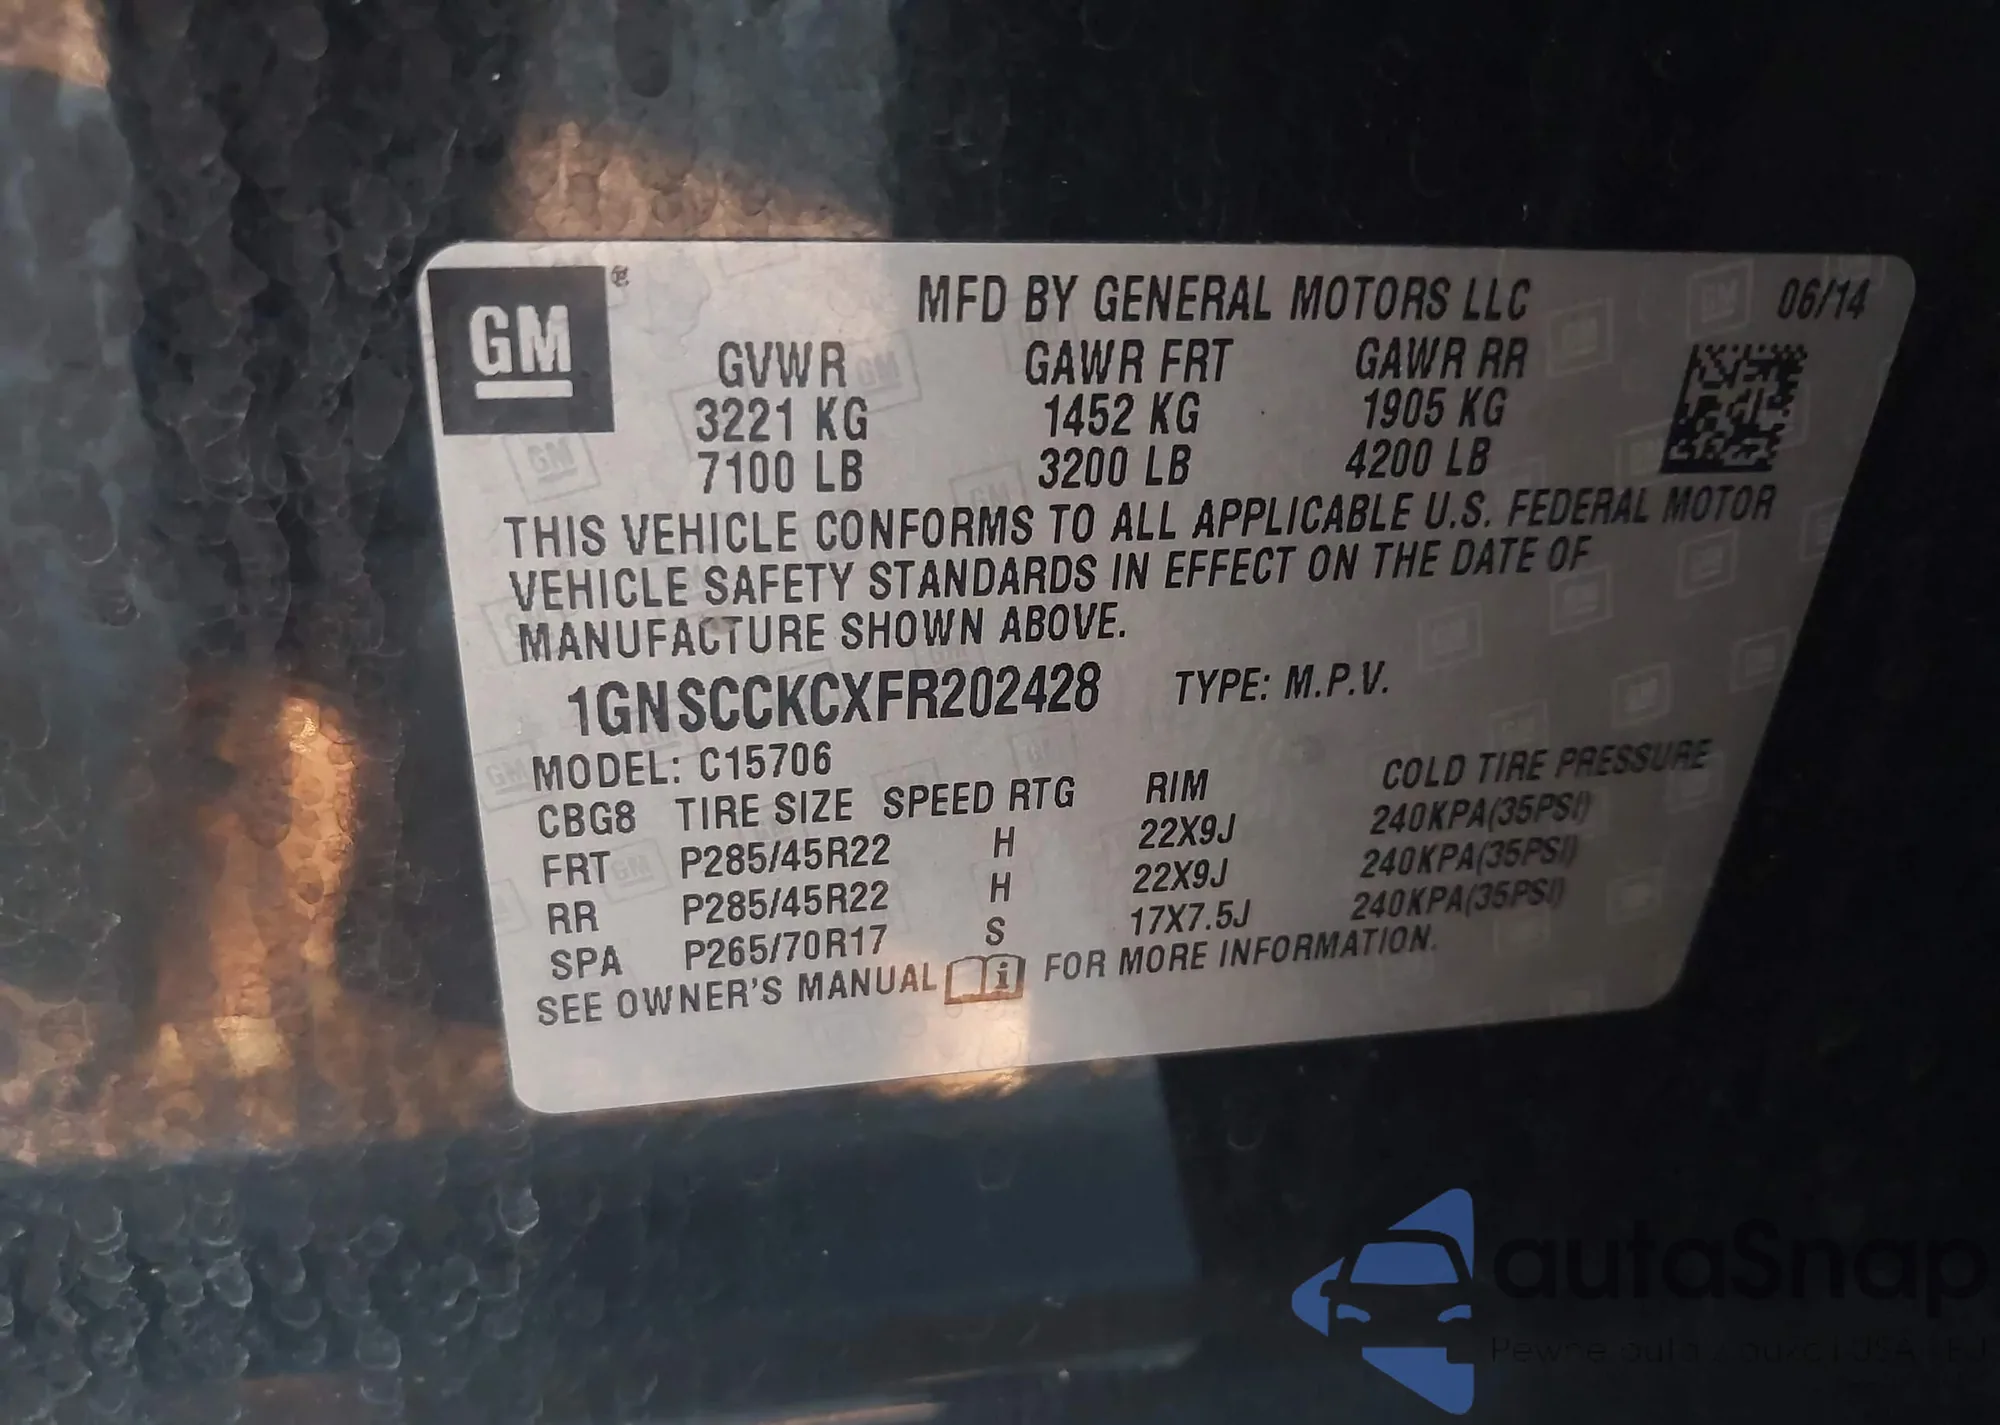 GM
MFD BY GENERAL MOTORS LLC 06/14
GVWR GAWR FRT GAWR RR
3221 KG 1452 KG 1905 KG
7100 LB 3200 LB 4200 LB
THIS VEHICLE CONFORMS TO ALL APPLICABLE U.S. FEDERAL MOTOR
VEHICLE SAFETY STANDARDS IN EFFECT ON THE DATE OF
MANUFACTURE SHOWN ABOVE.
1GNSCCKCXFR202428 TYPE: M.P.V.
MODEL: C15706
CBG8 TIRE SIZE SPEED RTG RIM COLD TIRE PRESSURE
FRT P285/45R22 H 22X9J 240KPA(35PSI)
RR P285/45R22 H 22X9J 240KPA(35PSI)
SPA P265/70R17 S 17X7.5J 240KPA(35PSI)
SEE OWNER'S MANUAL FOR MORE INFORMATION.
autaSnap